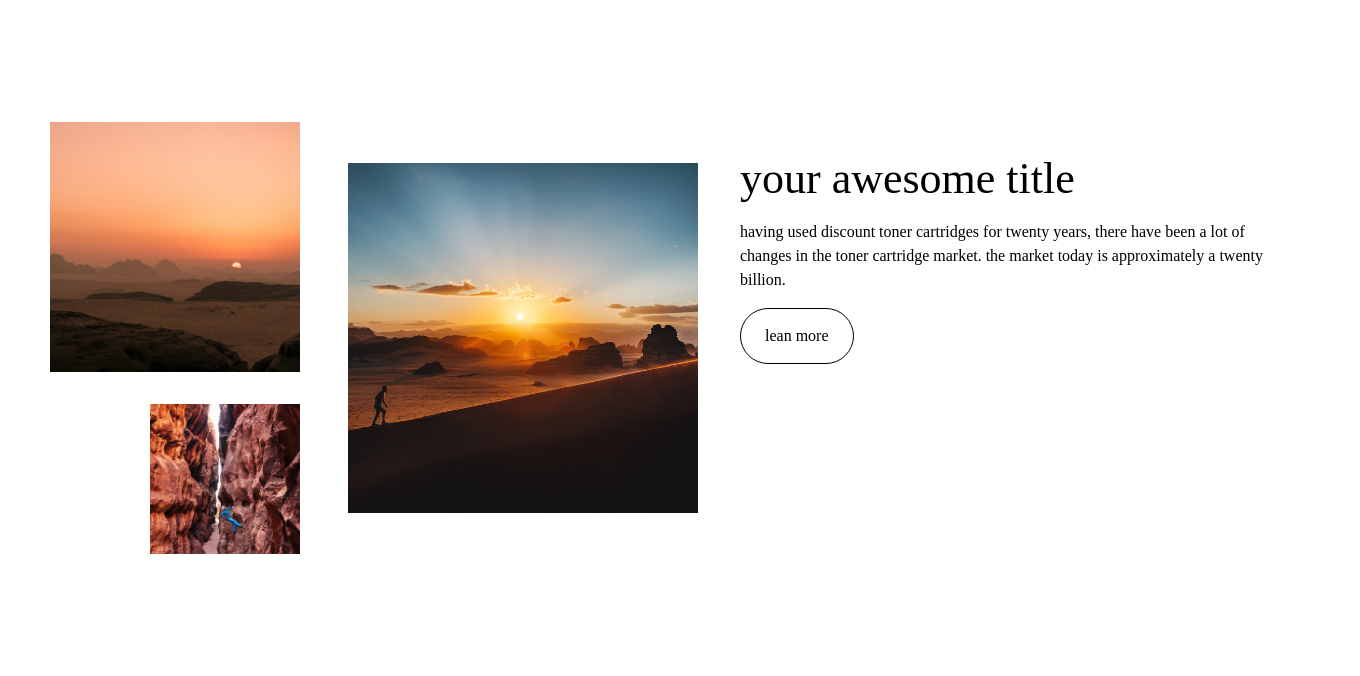 your awesome title
having used discount toner cartridges for twenty years, there have been a lot of
changes in the toner cartridge market. the market today is approximately a twenty
billion.
lean more